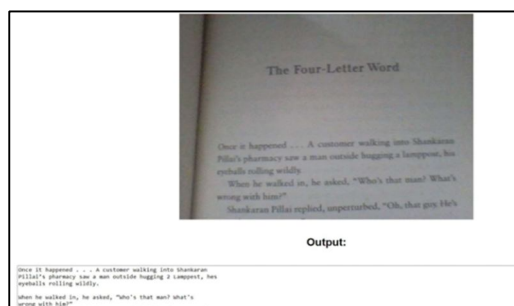 The Four-Letter Word
Once it happened . . . A customer walking into Shankaran
Pillai's pharmacy saw a man outside hugging a lamppost, his
eyeballs rolling wildly.
When he walked in, he asked, “Who's that man? What's
wrong with him?”
Shankaran Pillai replied, unperturbed, “Oh, that guy. He's
Output:
Once it happened . . . A customer walking into Shankaran
Pillai's pharmacy saw a man outside hugging 2 Lamppest, hes
eyeballs rolling wildly.
When he walked in, he asked, “Who's that man? What's
wrong with him?”